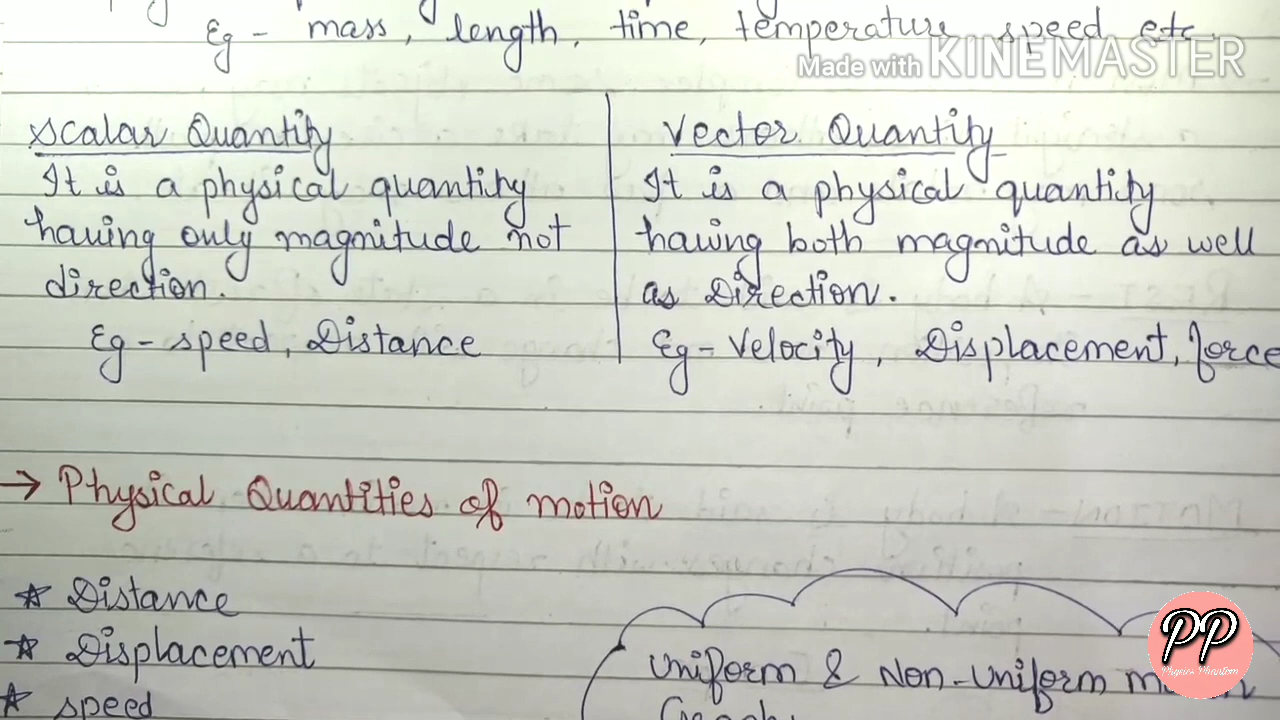 Eg - mass, length, time, temperature speed etc.
Made with KINEMASTER
Scalar Quantity
It is a physical quantity
having only magnitude not
direction.
Eg - speed, Distance
Vector Quantity
It is a physical quantity
having both magnitude as well
as Direction.
Eg - Velocity, Displacement, force
→ Physical Quantities of motion
☆ Distance
☆ Displacement
☆ speed
Uniform & Non-Uniform
PP
Physics Phantom